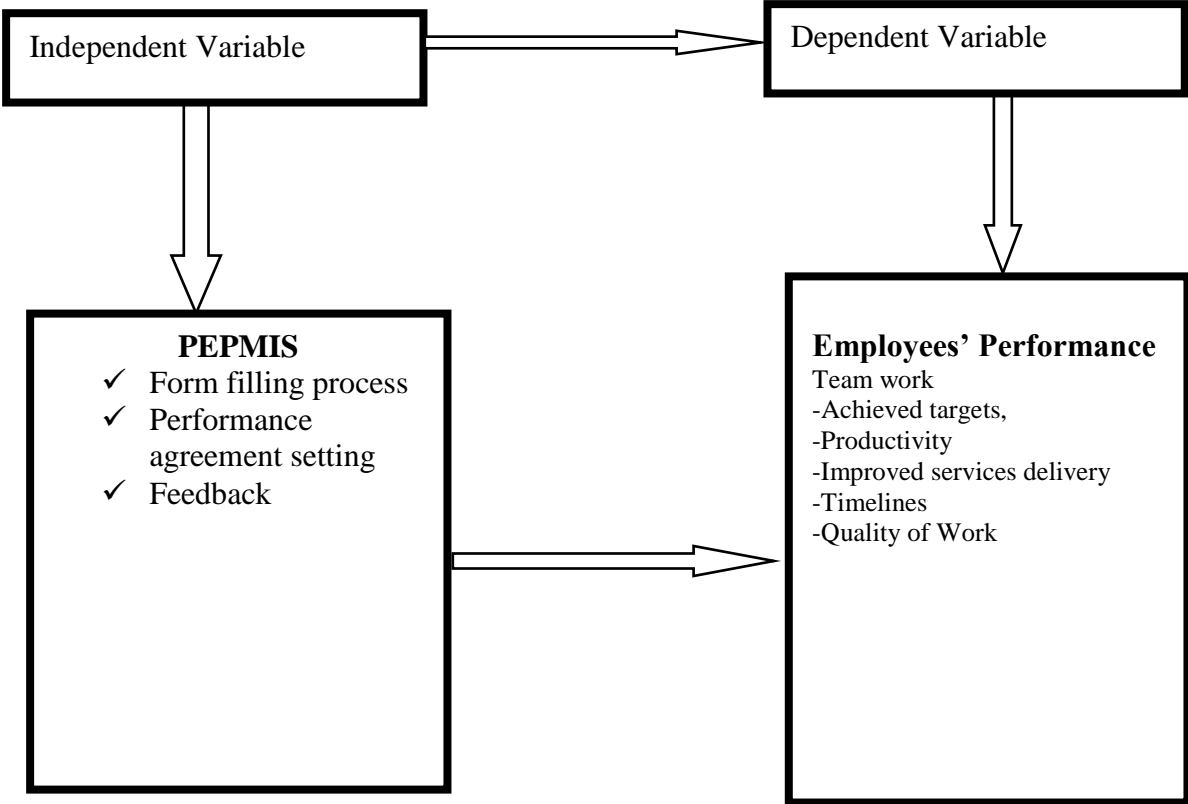 Independent Variable
Dependent Variable
PEPMIS
✓ Form filling process
✓ Performance
agreement setting
✓ Feedback
Employees’ Performance
Team work
-Achieved targets,
-Productivity
-Improved services delivery
-Timelines
-Quality of Work